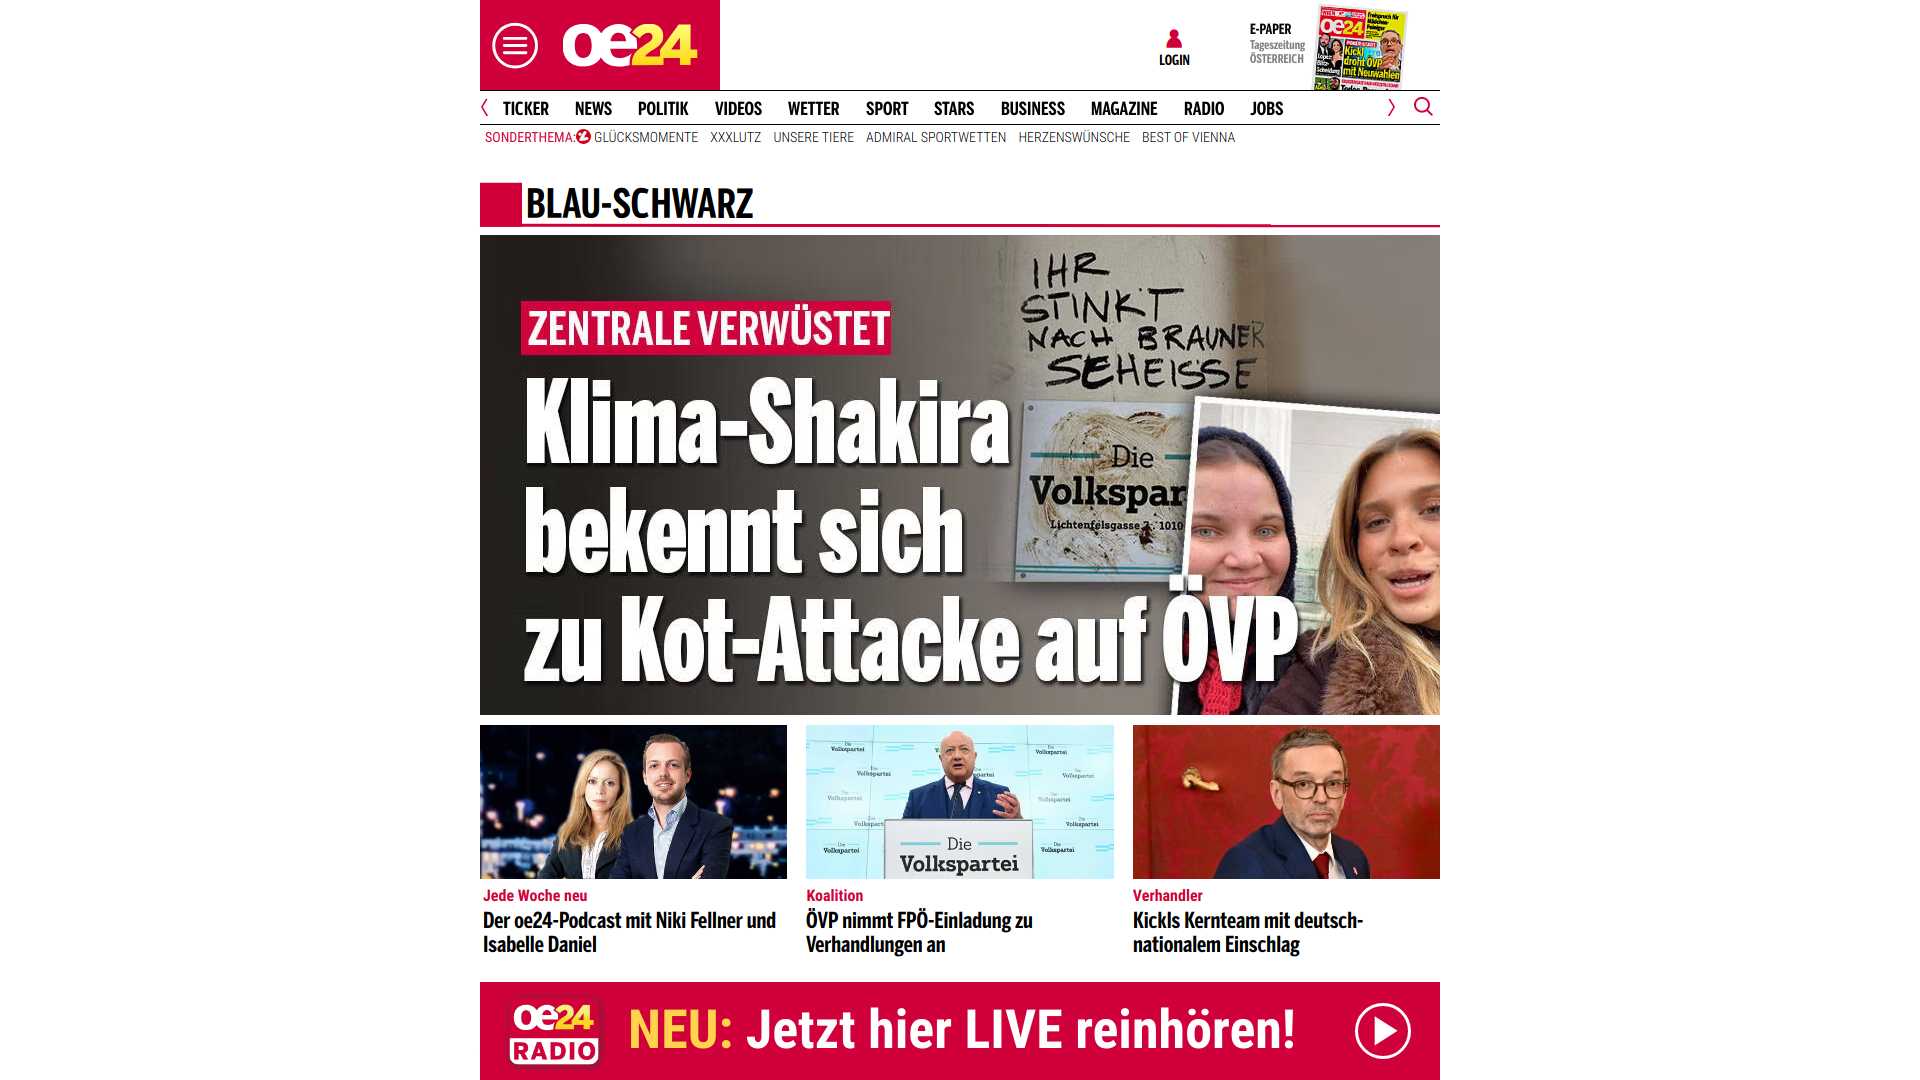 oe24
LOGIN
E-PAPER
Tageszeitung
ÖSTERREICH
oe24
Kickl
droht ÖVP
mit Neuwahlen
TICKER NEWS POLITIK VIDEOS WETTER SPORT STARS BUSINESS MAGAZINE RADIO JOBS
SONDERTHEMA: GLÜCKSMOMENTE XXXLUTZ UNSERE TIERE ADMIRAL SPORTWETTEN HERZENSWÜNSCHE BEST OF VIENNA
BLAU-SCHWARZ
IHR
STINKT
NACH BRAUNER
SCHEISSE
ZENTRALE VERWÜSTET
Klima-Shakira
bekennt sich
zu Kot-Attacke auf ÖVP
Die
Volkspar
Lichtenfelsgasse 7 . 1010
Die
Volkspartei
Jede Woche neu
Der oe24-Podcast mit Niki Fellner und
Isabelle Daniel
Koalition
ÖVP nimmt FPÖ-Einladung zu
Verhandlungen an
Verhandler
Kickls Kernteam mit deutsch-
nationalem Einschlag
oe24
RADIO
NEU: Jetzt hier LIVE reinhören!